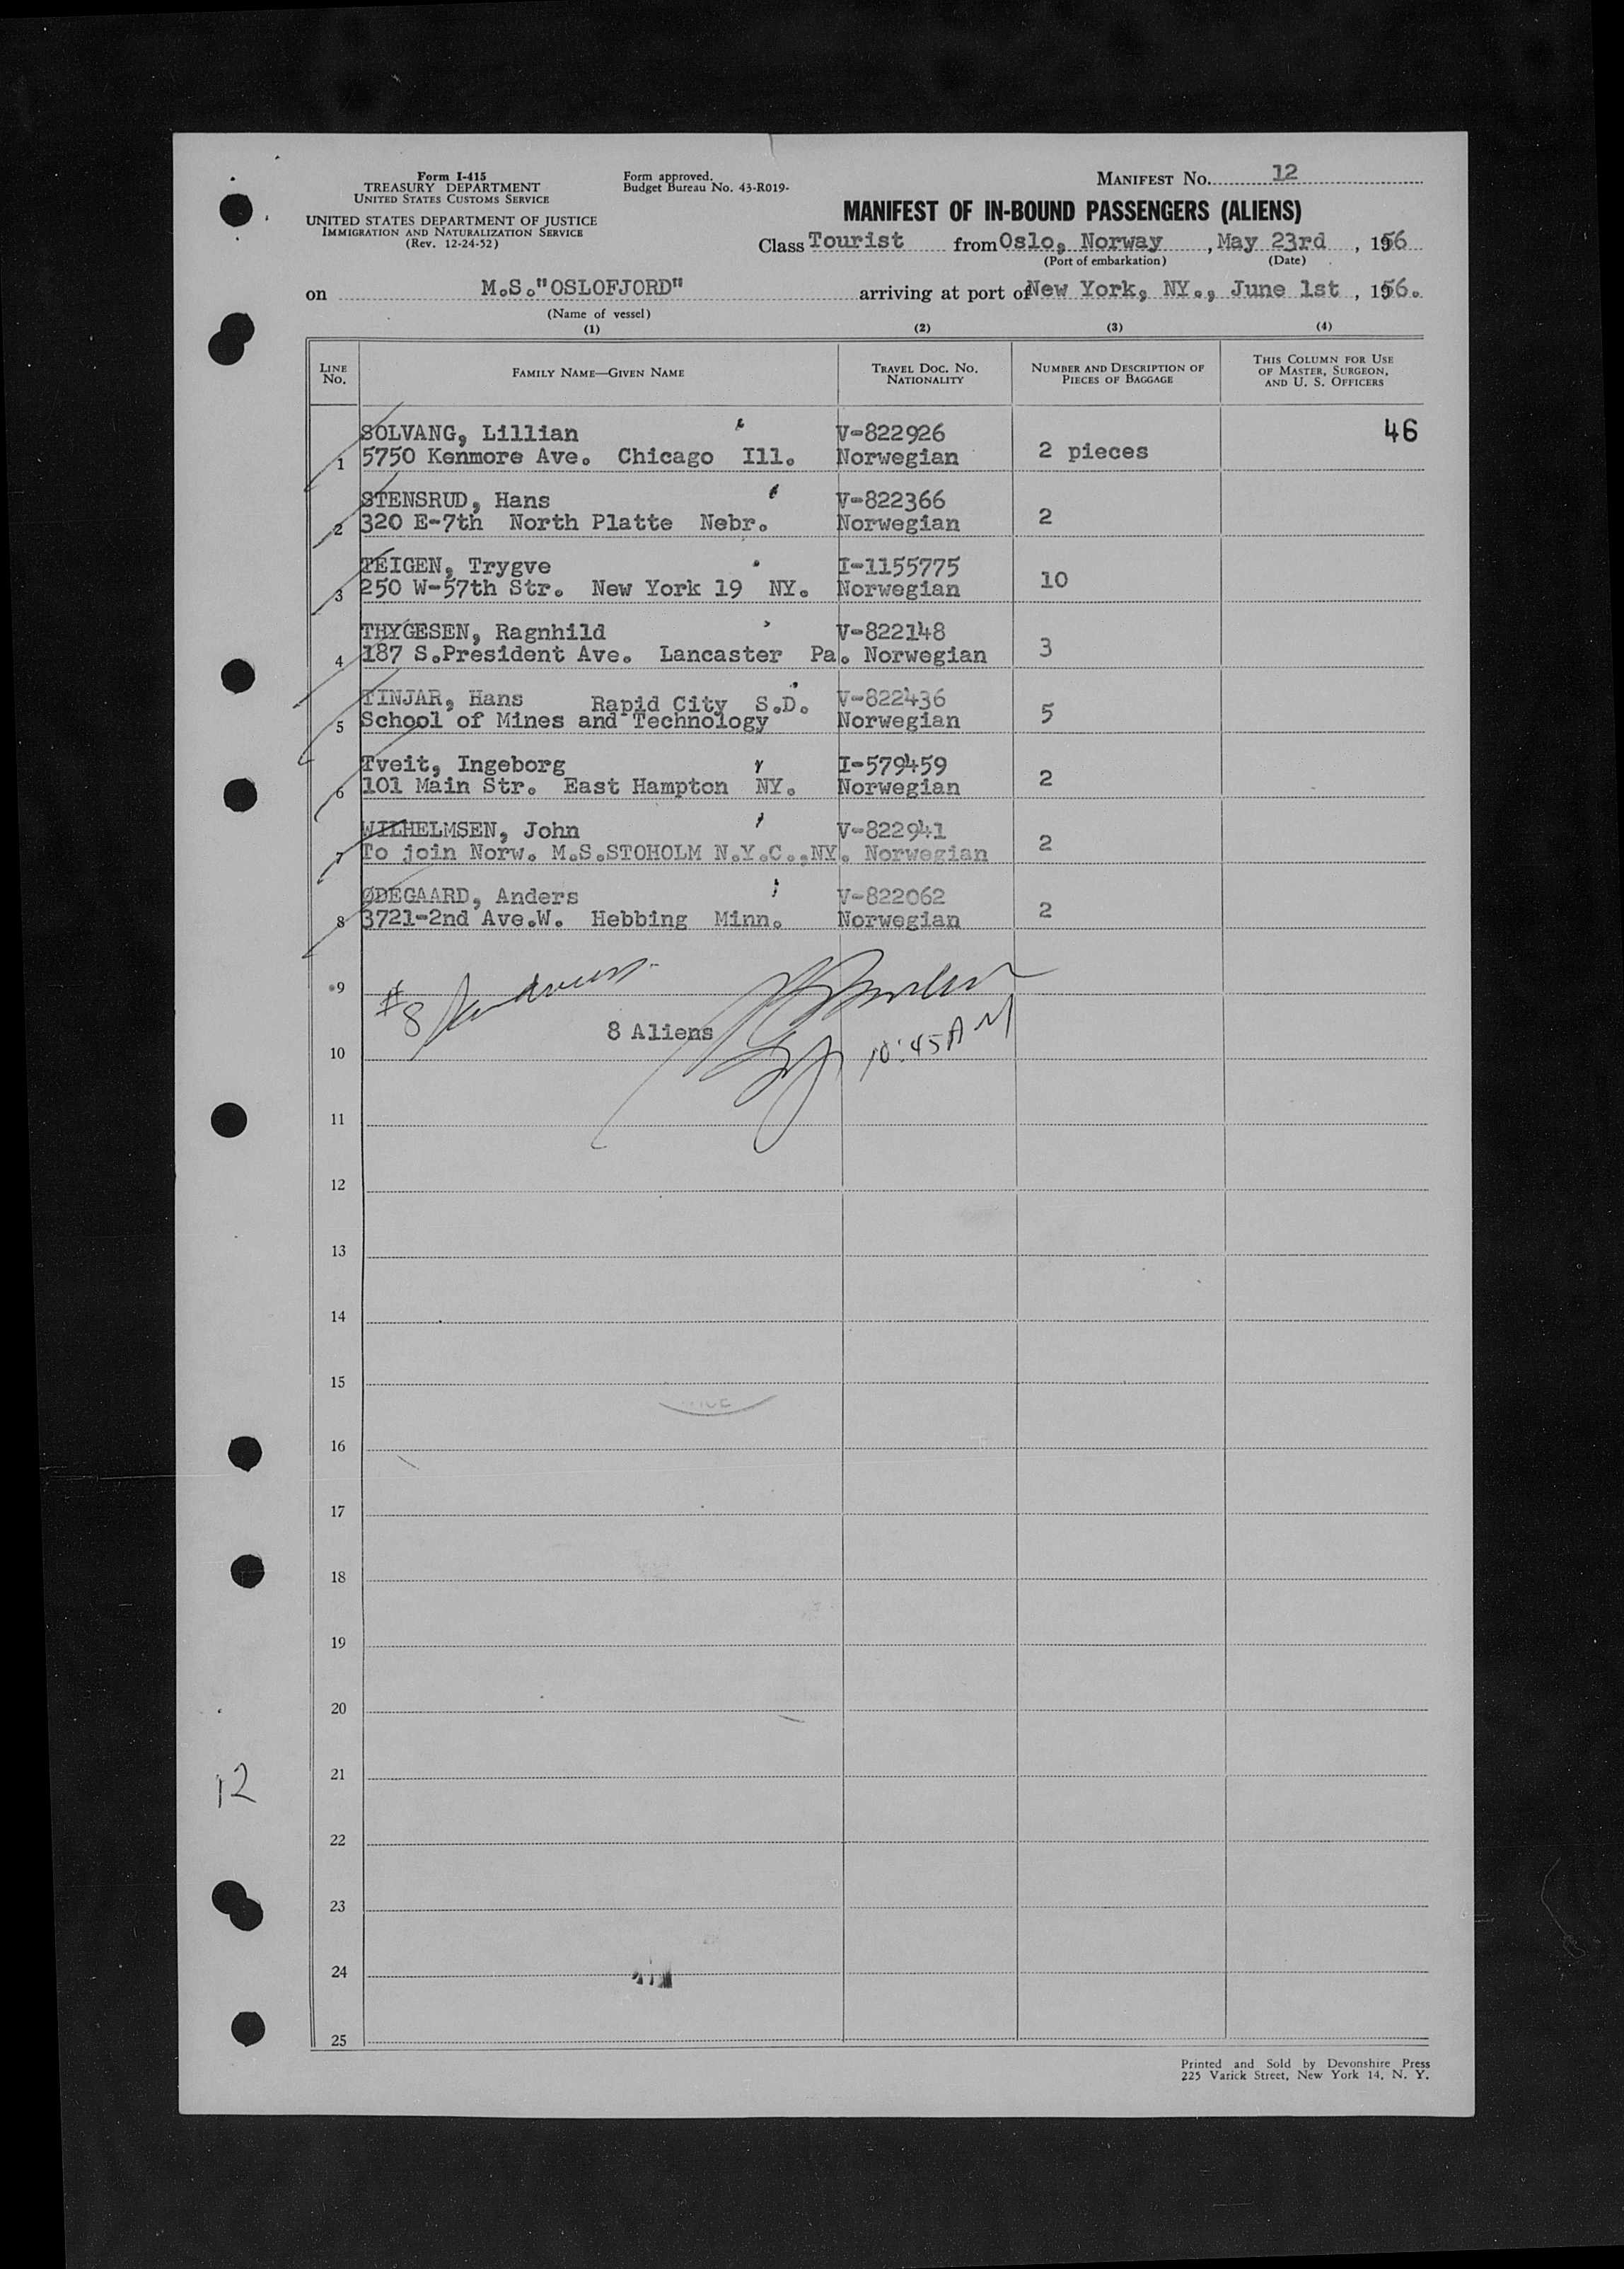 Form I-415
TREASURY DEPARTMENT
UNITED STATES CUSTOMS SERVICE
UNITED STATES DEPARTMENT OF JUSTICE
IMMIGRATION AND NATURALIZATION SERVICE
(Rev. 12-24-52)
Form approved.
Budget Bureau No. 43-R019-
MANIFEST NO. 12
MANIFEST OF IN-BOUND PASSENGERS (ALIENS)
Class Tourist from Oslo, Norway, May 23rd, 1956
(Port of embarkation) (Date)
on M.S."OSLOFJORD" arriving at port of New York, NY., June 1st, 1956.
(Name of vessel)
(1) (2) (3) (4)
LINE NO. FAMILY NAME—GIVEN NAME TRAVEL DOC. NO. NATIONALITY NUMBER AND DESCRIPTION OF PIECES OF BAGGAGE THIS COLUMN FOR USE OF MASTER, SURGEON, AND U. S. OFFICERS
SOLVANG, Lillian V-822926 46
1 5750 Kenmore Ave. Chicago Ill. Norwegian 2 pieces
STENSRUD, Hans V-822366
2 320 E-7th North Platte Nebr. Norwegian 2
TEIGEN, Trygve I-1155775
3 250 W-57th Str. New York 19 NY. Norwegian 10
THYGESEN, Ragnhild V-822148
4 187 S.President Ave. Lancaster Pa. Norwegian 3
TINJAR, Hans Rapid City S.D. V-822436
5 School of Mines and Technology Norwegian 5
Tveit, Ingeborg I-579459
6 101 Main Str. East Hampton NY. Norwegian 2
WILHELMSEN, John V-822941
7 To join Norw. M.S.STOHOLM N.Y.C.,NY. Norwegian 2
ØDEGAARD, Anders V-822062
8 3721-2nd Ave.W. Hebbing Minn. Norwegian 2
9
#8
8 Aliens
10:45 AM
10
11
12
13
14
15
16
17
18
19
20
21
12
22
23
24
25
Printed and Sold by Devonshire Press
225 Varick Street, New York 14, N. Y.